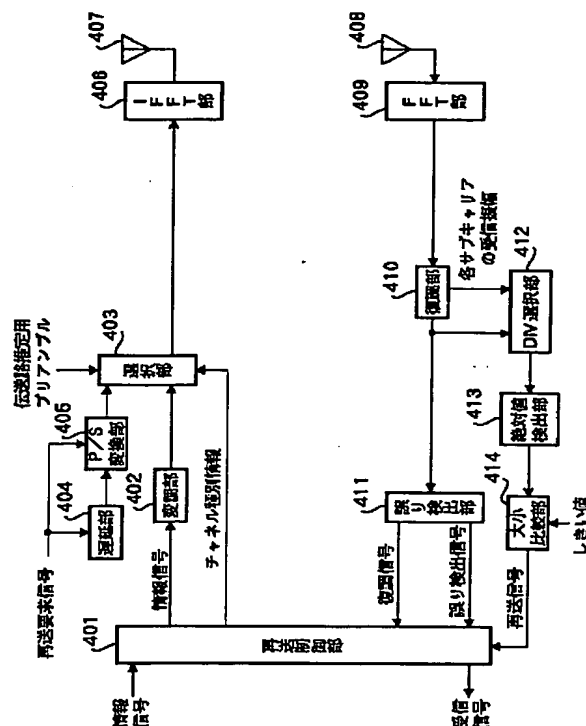 407
406
IFFT部
408
409
FFT部
伝送路推定用
プリアンブル
403
選択部
405
P/S
変換部
404
遅延部
402
変調部
再送要求信号
情報信号
チャネル種別情報
410
復調部
各サブキャリア
の受信振幅
412
DIV選択部
413
絶対値
検出部
414
大小
比較部
しきい値
411
誤り検出部
復調信号
誤り検出信号
再送信号
401
再送制御部
情報
信号
受信
信号